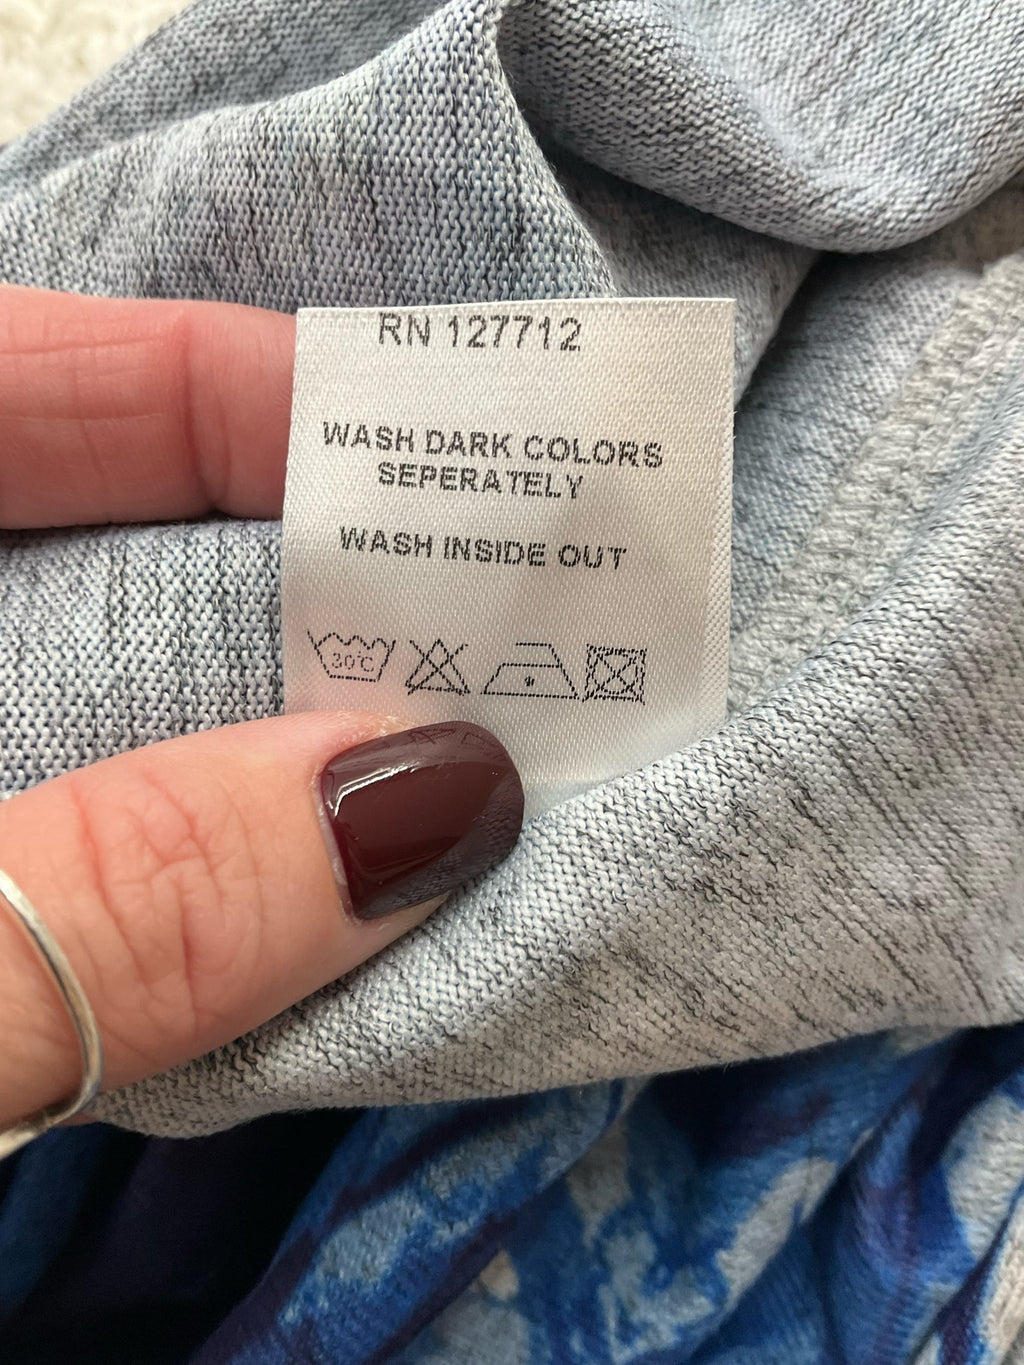 RN 127712
WASH DARK COLORS
SEPERATELY
WASH INSIDE OUT
30°C